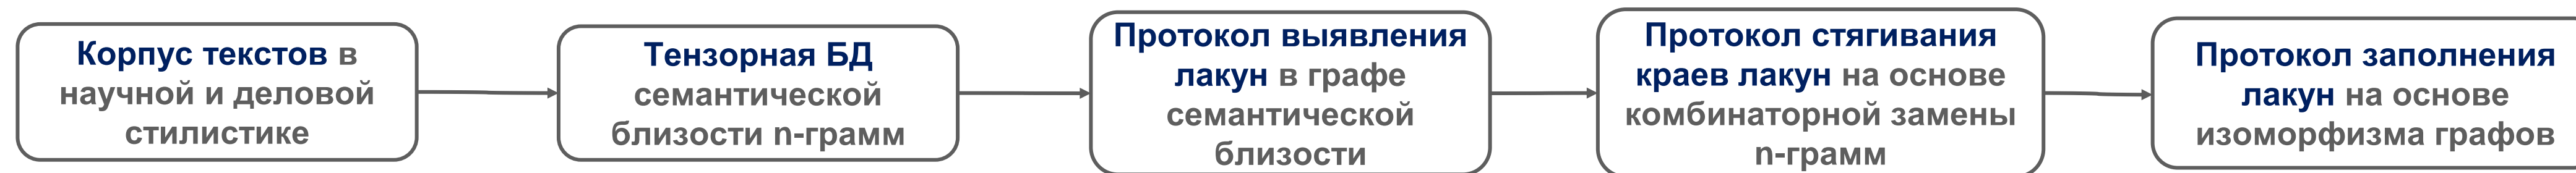 Корпус текстов в
научной и деловой
стилистике
Тензорная БД
семантической
близости n-грамм
Протокол выявления
лакун в графе
семантической
близости
Протокол стягивания
краев лакун на основе
комбинаторной замены
n-грамм
Протокол заполнения
лакун на основе
изоморфизма графов